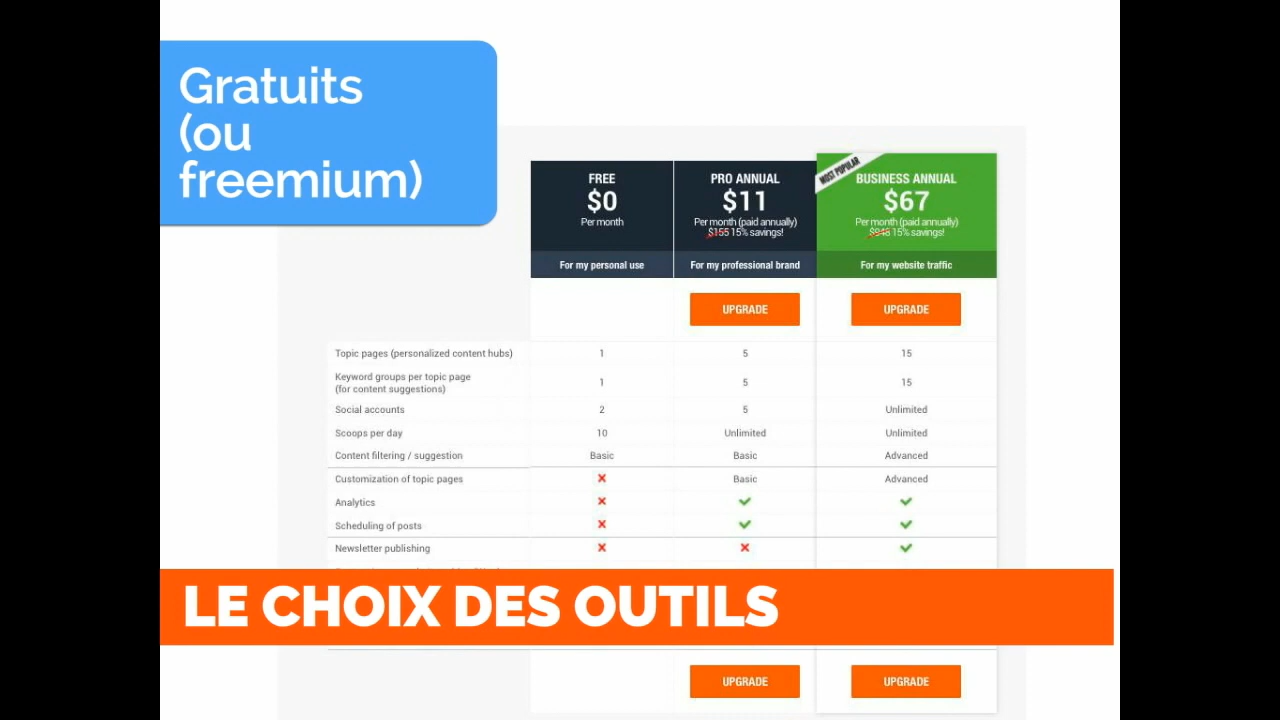 Gratuits
(ou
freemium)
FREE
$0
Per month
For my personal use
PRO ANNUAL
$11
Per month (paid annually)
$155 15% savings!
For my professional brand
UPGRADE
MOST POPULAR
BUSINESS ANNUAL
$67
Per month (paid annually)
$948 15% savings!
For my website traffic
UPGRADE
Topic pages (personalized content hubs) 1 5 15
Keyword groups per topic page
(for content suggestions) 1 5 15
Social accounts 2 5 Unlimited
Scoops per day 10 Unlimited Unlimited
Content filtering / suggestion Basic Basic Advanced
Customization of topic pages Basic Advanced
Analytics
Scheduling of posts
Newsletter publishing
LE CHOIX DES OUTILS
UPGRADE UPGRADE